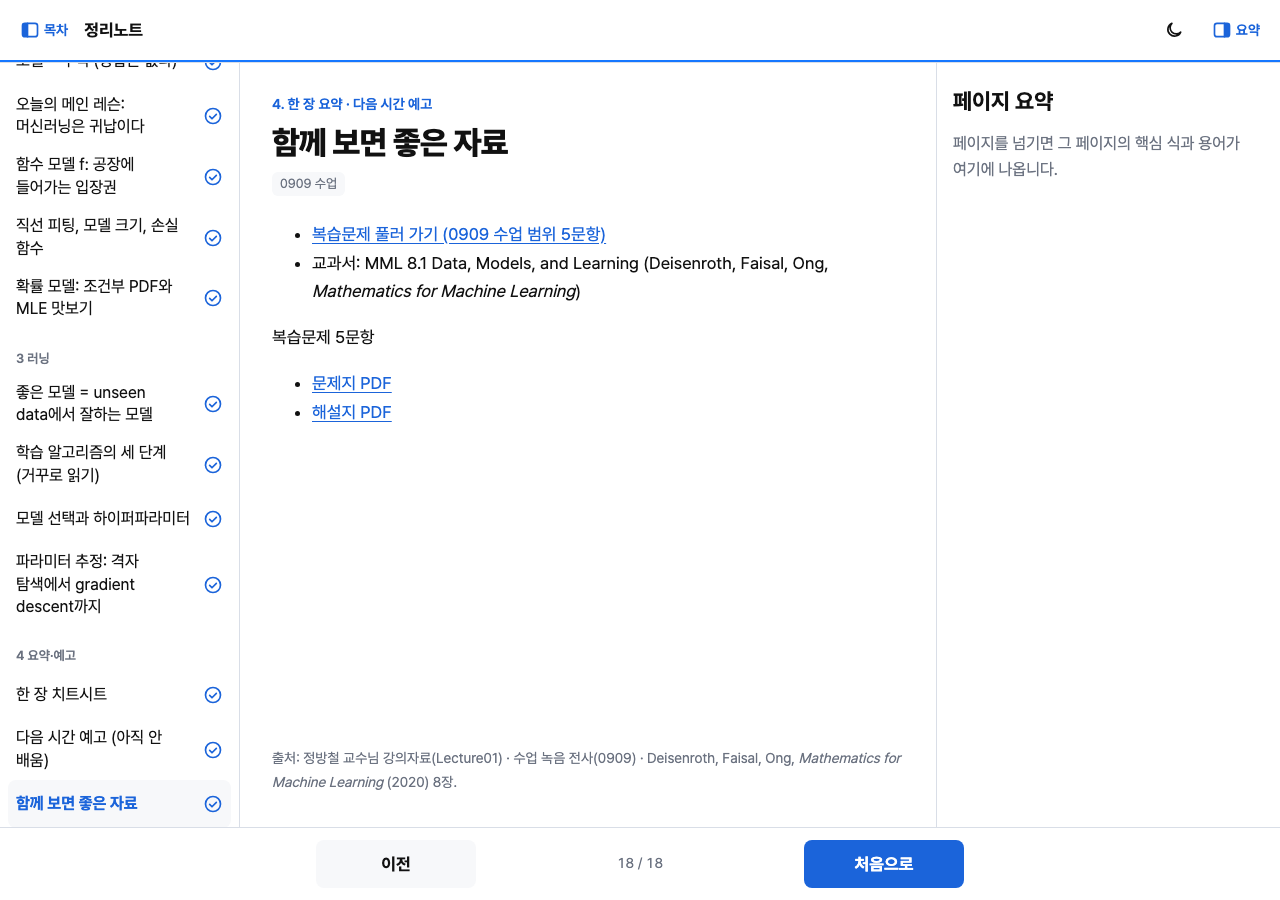 목차
정리노트
요약
오늘의 메인 레슨:
머신러닝은 귀납이다
함수 모델 f: 공장에
들어가는 입장권
직선 피팅, 모델 크기, 손실
함수
확률 모델: 조건부 PDF와
MLE 맛보기
3 러닝
좋은 모델 = unseen
data에서 잘하는 모델
학습 알고리즘의 세 단계
(거꾸로 읽기)
모델 선택과 하이퍼파라미터
파라미터 추정: 격자
탐색에서 gradient
descent까지
4 요약·예고
한 장 치트시트
다음 시간 예고 (아직 안
배움)
함께 보면 좋은 자료
4. 한 장 요약 · 다음 시간 예고
함께 보면 좋은 자료
0909 수업
복습문제 풀러 가기 (0909 수업 범위 5문항)
교과서: MML 8.1 Data, Models, and Learning (Deisenroth, Faisal, Ong,
Mathematics for Machine Learning)
복습문제 5문항
문제지 PDF
해설지 PDF
출처: 정방철 교수님 강의자료(Lecture01) · 수업 녹음 전사(0909) · Deisenroth, Faisal, Ong, Mathematics for
Machine Learning (2020) 8장.
페이지 요약
페이지를 넘기면 그 페이지의 핵심 식과 용어가
여기에 나옵니다.
이전
18 / 18
처음으로